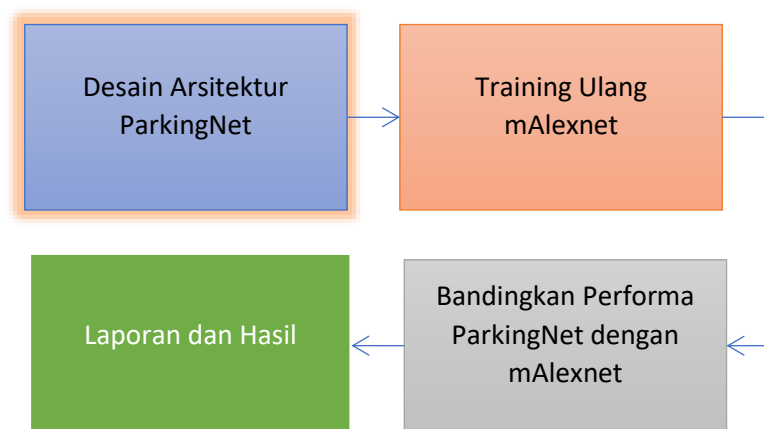 Desain Arsitektur
ParkingNet
Training Ulang
mAlexnet
Bandingkan Performa
ParkingNet dengan
mAlexnet
Laporan dan Hasil